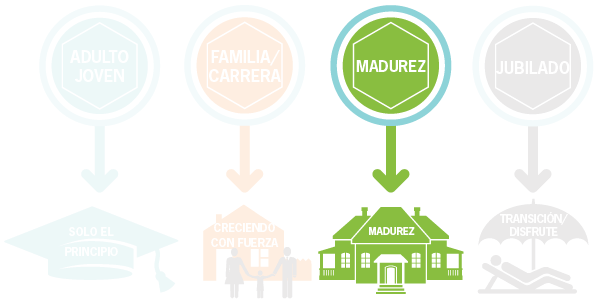 ADULTO
JOVEN
FAMILIA/
CARRERA
MADUREZ
JUBILADO
SOLO EL
PRINCIPIO
CRECIENDO
CON FUERZA
MADUREZ
TRANSICIÓN/
DISFRUTE